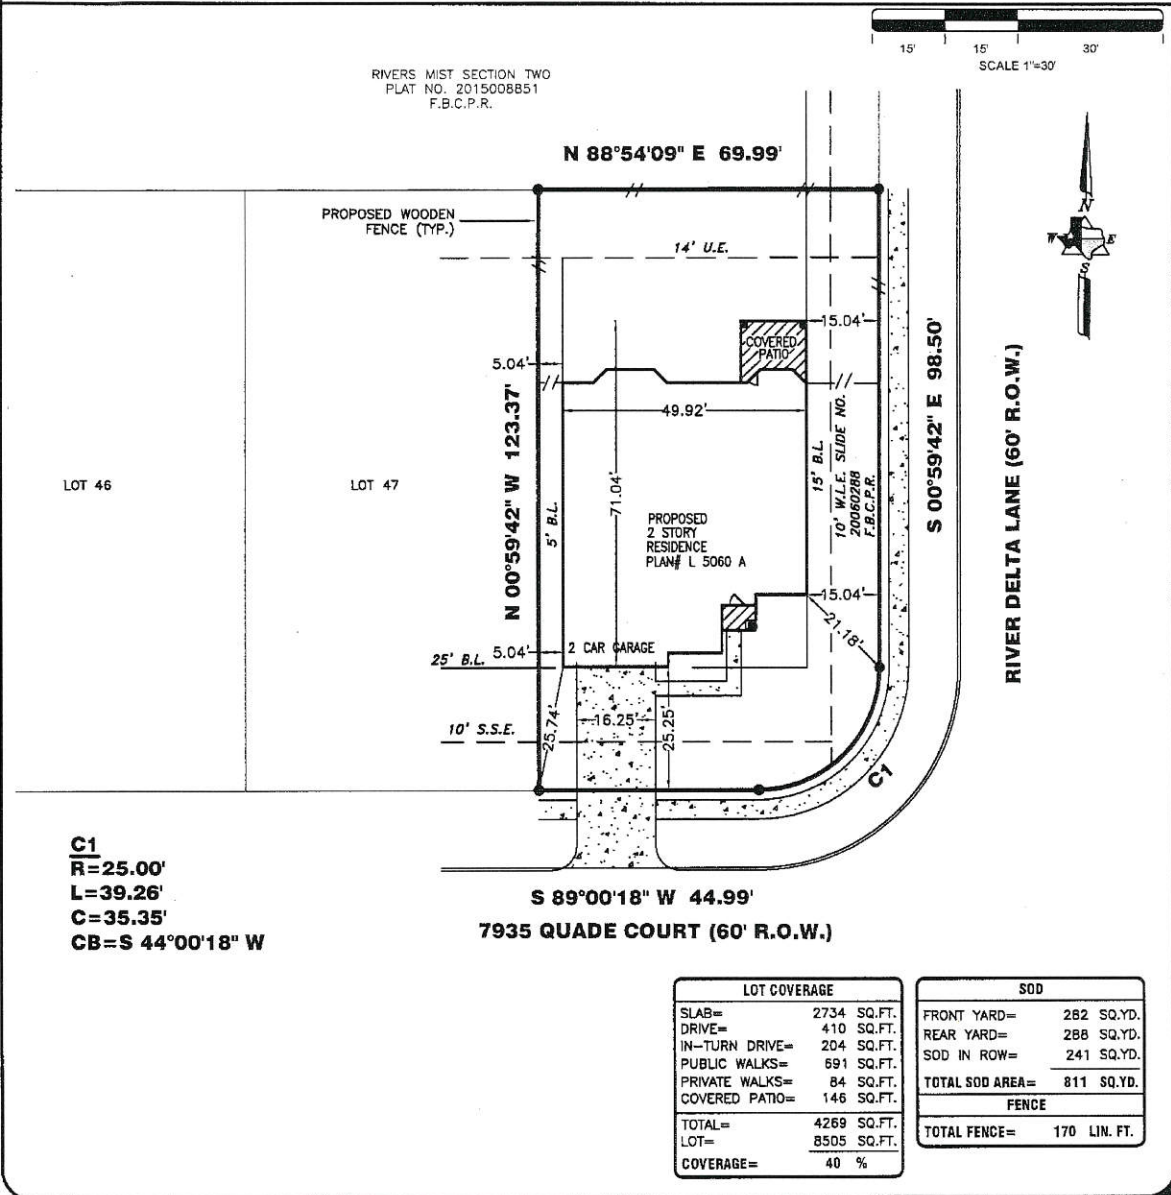 15' 15' 30'
SCALE 1"=30'
RIVERS MIST SECTION TWO
PLAT NO. 2015008851
F.B.C.P.R.
N 88°54'09" E 69.99'
PROPOSED WOODEN
FENCE (TYP.)
14' U.E.
N
W E
S
15.04'
COVERED
PATIO
5.04'
49.92'
N 00°59'42" W 123.37'
S 00°59'42" E 98.50'
RIVER DELTA LANE (60' R.O.W.)
LOT 46
LOT 47
5' B.L.
71.04'
15' B.L.
10' W.L.E. SLIDE NO.
20060288
F.B.C.P.R.
PROPOSED
2 STORY
RESIDENCE
PLAN# L 5060 A
15.04'
21.18'
2 CAR GARAGE
5.04'
25' B.L.
25.74'
16.25'
25.25'
10' S.S.E.
C1
C1
R=25.00'
L=39.26'
C=35.35'
CB=S 44°00'18" W
S 89°00'18" W 44.99'
7935 QUADE COURT (60' R.O.W.)
LOT COVERAGE
SLAB= 2734 SQ.FT.
DRIVE= 410 SQ.FT.
IN-TURN DRIVE= 204 SQ.FT.
PUBLIC WALKS= 691 SQ.FT.
PRIVATE WALKS= 84 SQ.FT.
COVERED PATIO= 146 SQ.FT.
TOTAL= 4269 SQ.FT.
LOT= 8505 SQ.FT.
COVERAGE= 40 %
SOD
FRONT YARD= 282 SQ.YD.
REAR YARD= 288 SQ.YD.
SOD IN ROW= 241 SQ.YD.
TOTAL SOD AREA= 811 SQ.YD.
FENCE
TOTAL FENCE= 170 LIN. FT.